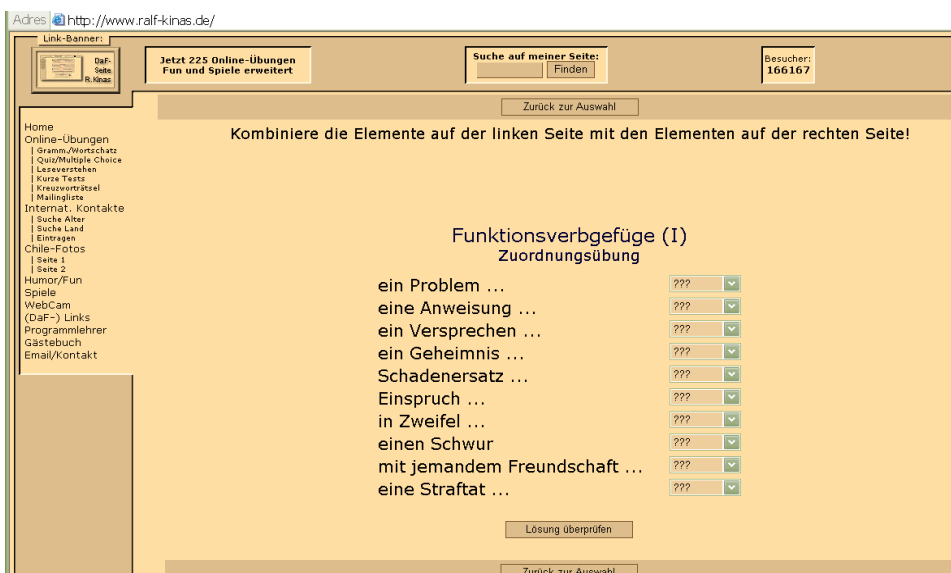 Adres http://www.ralf-kinas.de/
Link-Banner:
DaF-
Seite
R.Kinas
Jetzt 225 Online-Übungen
Fun und Spiele erweitert
Suche auf meiner Seite:
Finden
Besucher:
166167
Home
Online-Übungen
| Gramm./Wortschatz
| Quiz/Multiple Choice
| Leseverstehen
| Kurze Tests
| Kreuzworträtsel
| Mailingliste
Internat. Kontakte
| Suche Alter
| Suche Land
| Eintragen
Chile-Fotos
| Seite 1
| Seite 2
Humor/Fun
Spiele
WebCam
(DaF-) Links
Programmlehrer
Gästebuch
Email/Kontakt
Zurück zur Auswahl
Kombiniere die Elemente auf der linken Seite mit den Elementen auf der rechten Seite!
Funktionsverbgefüge (I)
Zuordnungsübung
ein Problem ... ???
eine Anweisung ... ???
ein Versprechen ... ???
ein Geheimnis ... ???
Schadenersatz ... ???
Einspruch ... ???
in Zweifel ... ???
einen Schwur ???
mit jemandem Freundschaft ... ???
eine Straftat ... ???
Lösung überprüfen
Zurück zur Auswahl